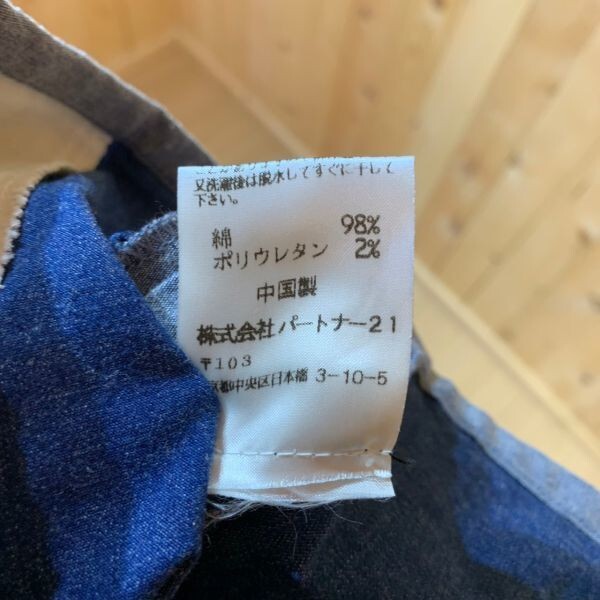 又洗濯後は脱水してすぐに干して
下さい。
綿 98%
ポリウレタン 2%
中国製
株式会社パートナー21
〒103
京都中央区日本橋 3-10-5